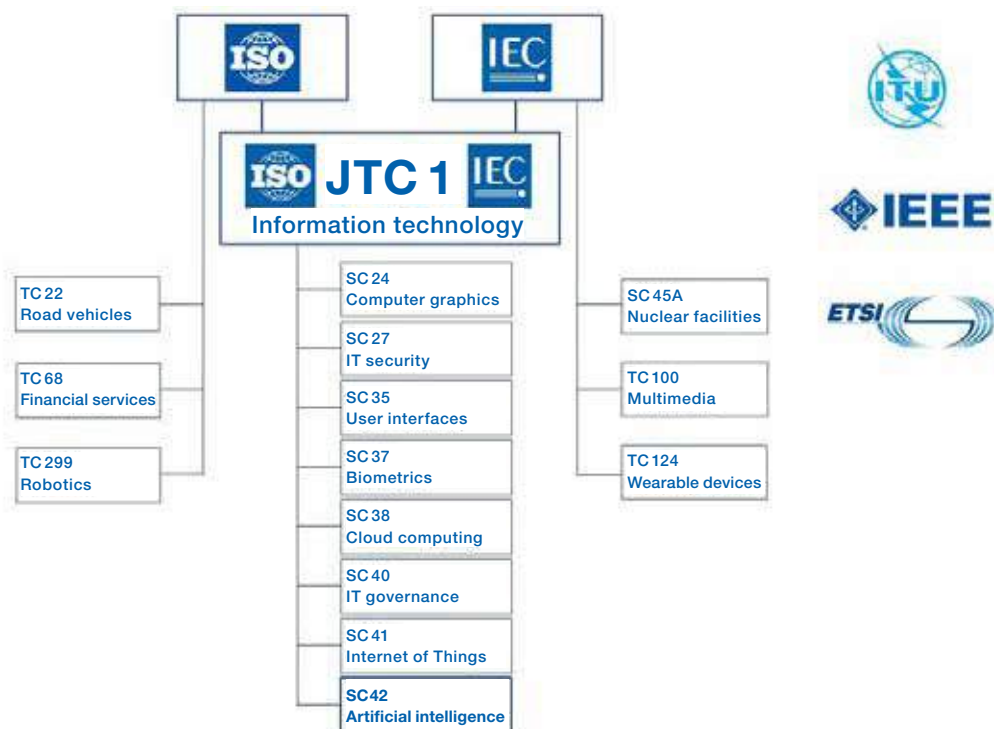 ISO
IEC
ITU
ISO JTC 1 IEC
Information technology
IEEE
ETSI
TC 22
Road vehicles
TC 68
Financial services
TC 299
Robotics
SC 24
Computer graphics
SC 27
IT security
SC 35
User interfaces
SC 37
Biometrics
SC 38
Cloud computing
SC 40
IT governance
SC 41
Internet of Things
SC42
Artificial intelligence
SC 45A
Nuclear facilities
TC 100
Multimedia
TC 124
Wearable devices